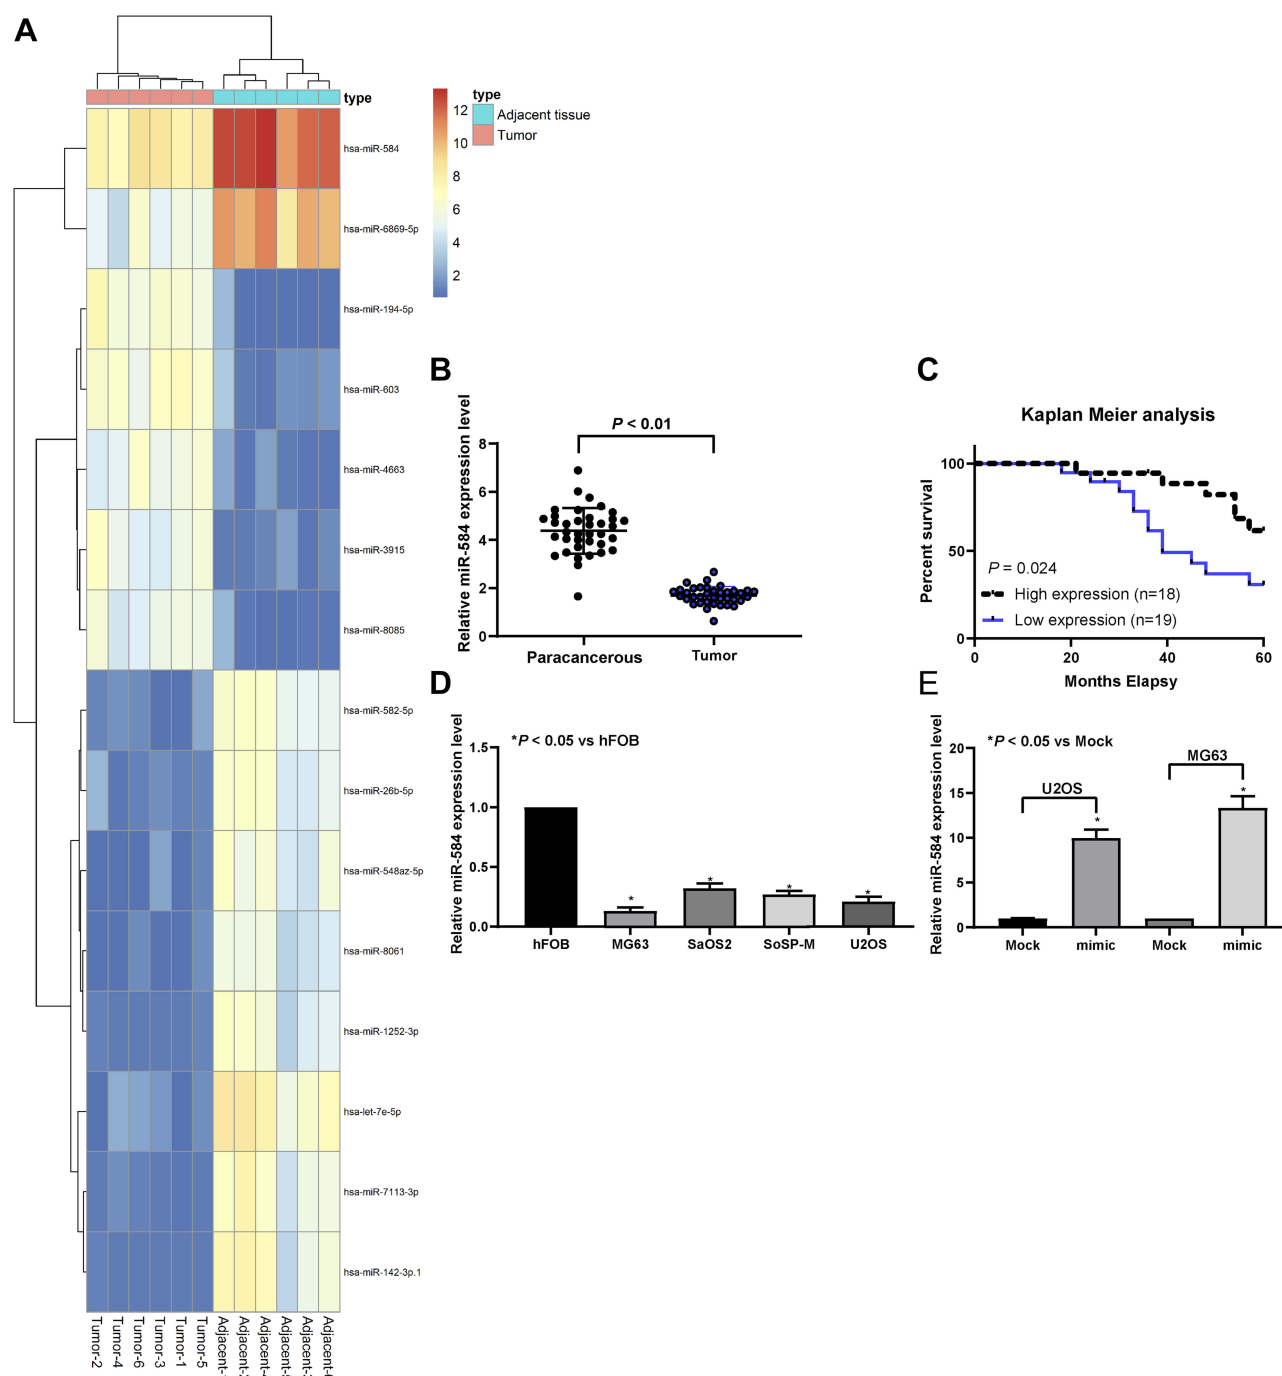 A
type
12
10
8
6
4
2
type
Adjacent tissue
Tumor
hsa-miR-584
hsa-miR-6869-5p
hsa-miR-194-5p
hsa-miR-603
hsa-miR-4663
hsa-miR-3915
hsa-miR-8085
hsa-miR-582-5p
hsa-miR-26b-5p
hsa-miR-548az-5p
hsa-miR-8061
hsa-miR-1252-3p
hsa-let-7e-5p
hsa-miR-7113-3p
hsa-miR-142-3p.1
Tumor-2
Tumor-4
Tumor-6
Tumor-3
Tumor-1
Tumor-5
Adjacent-
Adjacent-
Adjacent-
Adjacent-
Adjacent-
Adjacent-
B
Relative miR-584 expression level
P < 0.01
8
6
4
2
0
Paracancerous
Tumor
C
Kaplan Meier analysis
Percent survival
100
50
0
P = 0.024
High expression (n=18)
Low expression (n=19)
0
20
40
60
Months Elapsy
D
Relative miR-584 expression level
*P < 0.05 vs hFOB
1.5
1.0
0.5
0.0
*
*
*
*
hFOB
MG63
SaOS2
SoSP-M
U2OS
E
Relative miR-584 expression level
*P < 0.05 vs Mock
20
15
10
5
0
U2OS
MG63
*
*
Mock
mimic
Mock
mimic